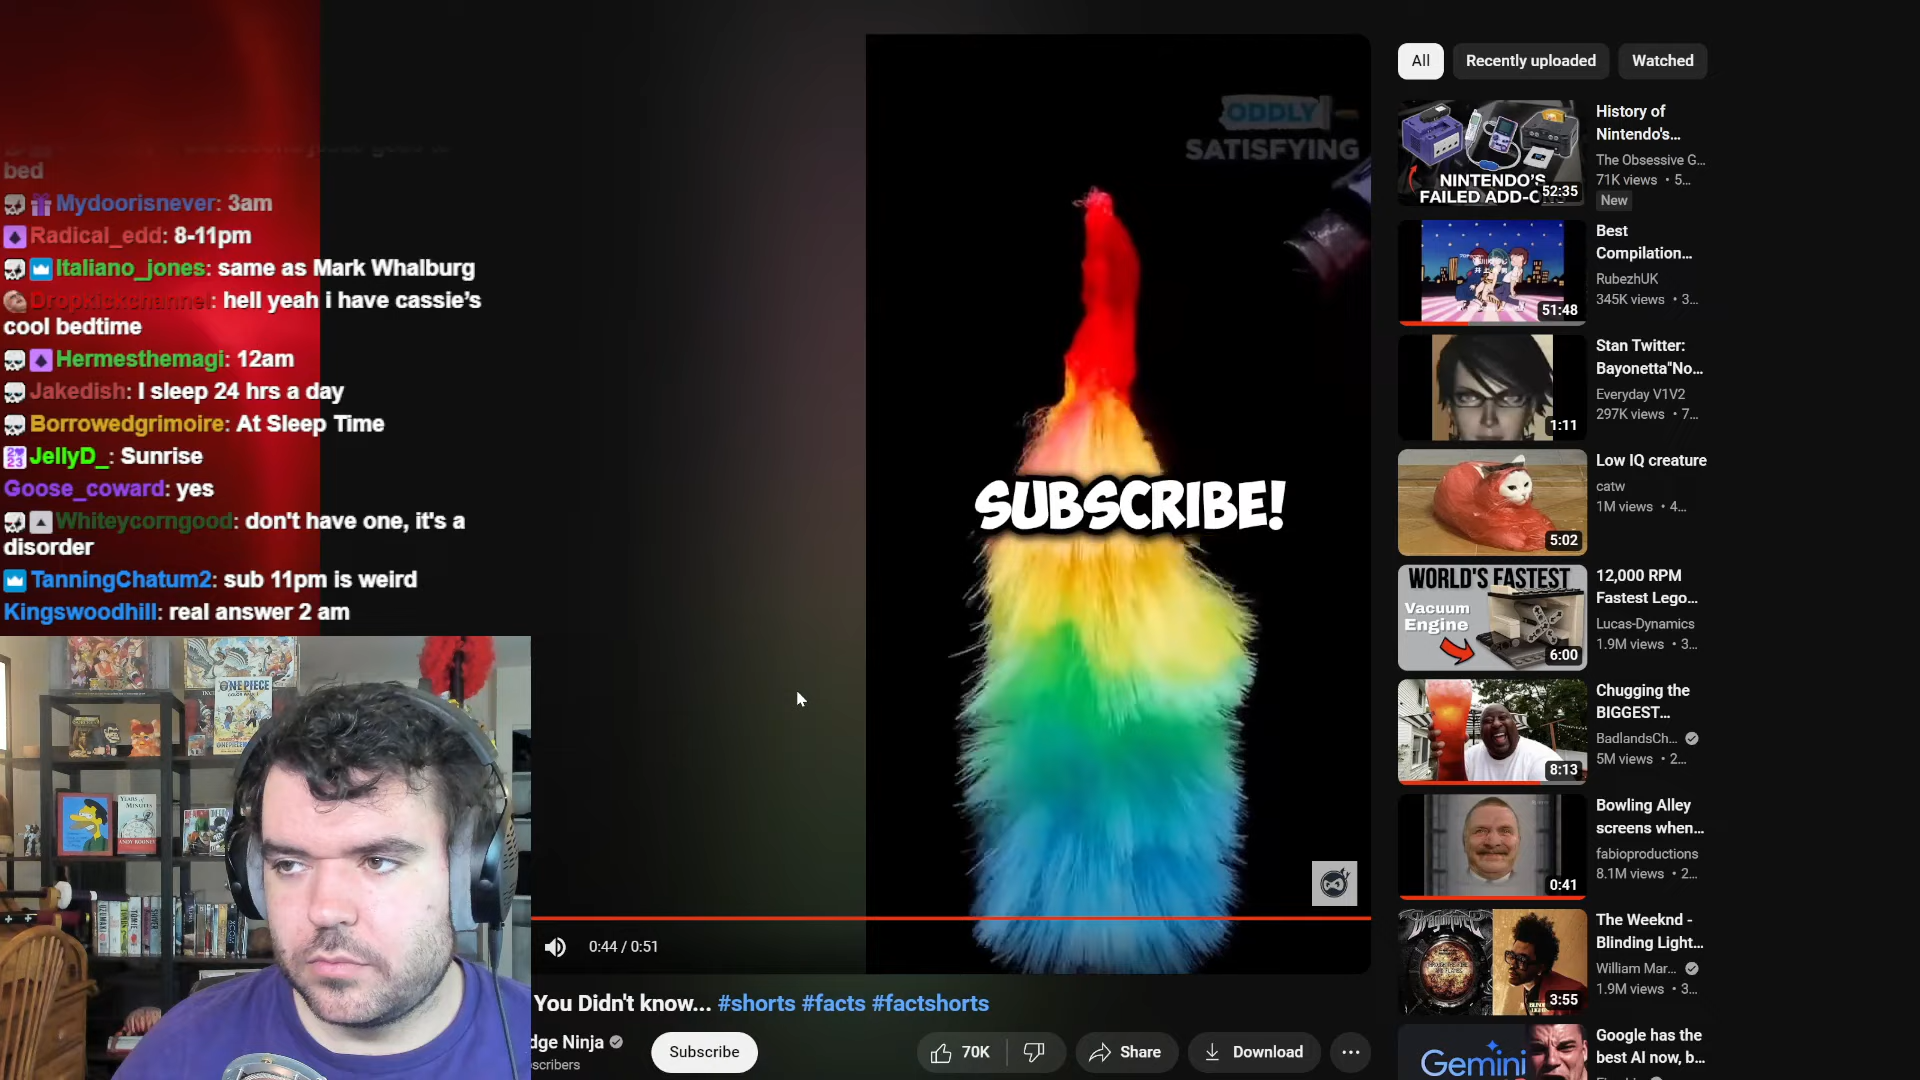 All
Recently uploaded
Watched
ODDLY
SATISFYING
bed
Mydoorisnever: 3am
Radical_edd: 8-11pm
Italiano_jones: same as Mark Whalburg
Dropkickchannel: hell yeah i have cassie's
cool bedtime
Hermesthemagi: 12am
Jakedish: I sleep 24 hrs a day
Borrowedgrimoire: At Sleep Time
JellyD_: Sunrise
Goose_coward: yes
Whiteycorngood: don't have one, it's a
disorder
TanningChatum2: sub 11pm is weird
Kingswoodhill: real answer 2 am
SUBSCRIBE!
0:44 / 0:51
You Didn't know... #shorts #facts #factshorts
dge Ninja
scribers
Subscribe
70K
Share
Download
NINTENDO'S
FAILED ADD-O
52:35
History of
Nintendo's...
The Obsessive G...
71K views • 5...
New
51:48
Best
Compilation...
RubezhUK
345K views • 3...
1:11
Stan Twitter:
Bayonetta"No...
Everyday V1V2
297K views • 7...
5:02
Low IQ creature
catw
1M views • 4...
WORLD'S FASTEST
Vacuum
Engine
6:00
12,000 RPM
Fastest Lego...
Lucas-Dynamics
1.9M views • 3...
8:13
Chugging the
BIGGEST...
BadlandsCh...
5M views • 2...
0:41
Bowling Alley
screens when...
fabioproductions
8.1M views • 2...
3:55
The Weeknd -
Blinding Light...
William Mar...
1.9M views • 3...
Gemini
Google has the
best AI now, b...
ONE PIECE